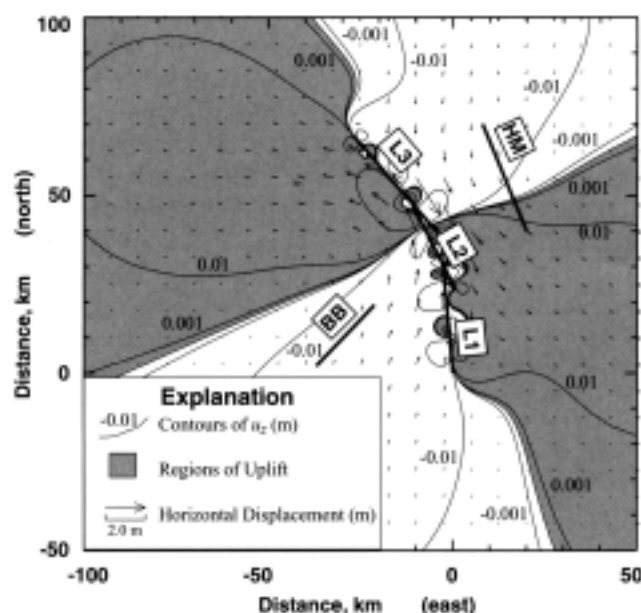 100
-0.001
-0.01
0.001
-0.01
-0.001
HM
L3
0.001
50
0.01
L2
0.01
Distance, km (north)
0.001
BB
-0.01
L1
0
0.01
Explanation
-0.01 Contours of u_z (m)
Regions of Uplift
-0.01
Horizontal Displacement (m)
2.0 m
-0.001
0.001
-50
-100 -50 0 50
Distance, km (east)